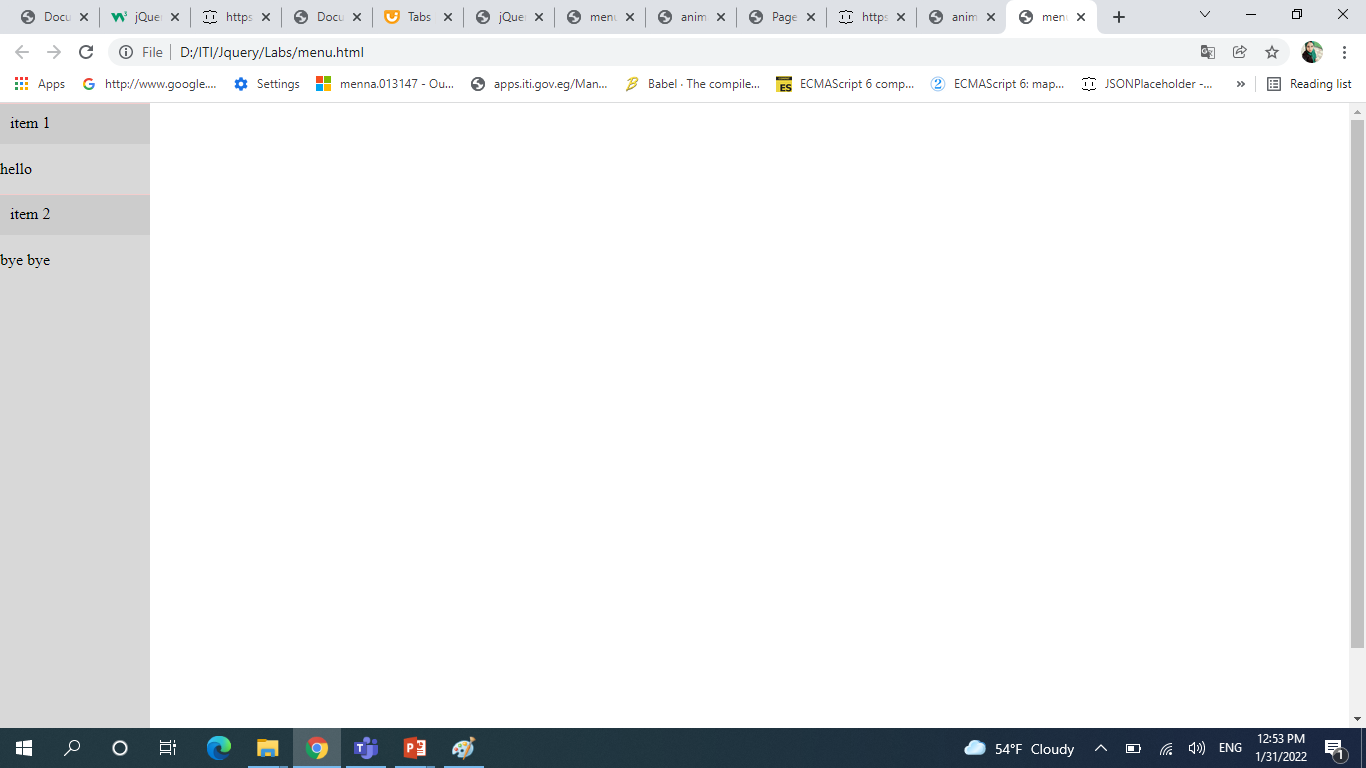 Docu jQue https Docu Tabs jQue menu anim Page https anim men
File D:/ITI/Jquery/Labs/menu.html
Apps http://www.google.... Settings menna.013147 - Ou... apps.iti.gov.eg/Man... Babel · The compile... ECMAScript 6 comp... ECMAScript 6: map... JSONPlaceholder -... » Reading list
item 1
hello
item 2
bye bye
54°F Cloudy ENG 12:53 PM
1/31/2022 1